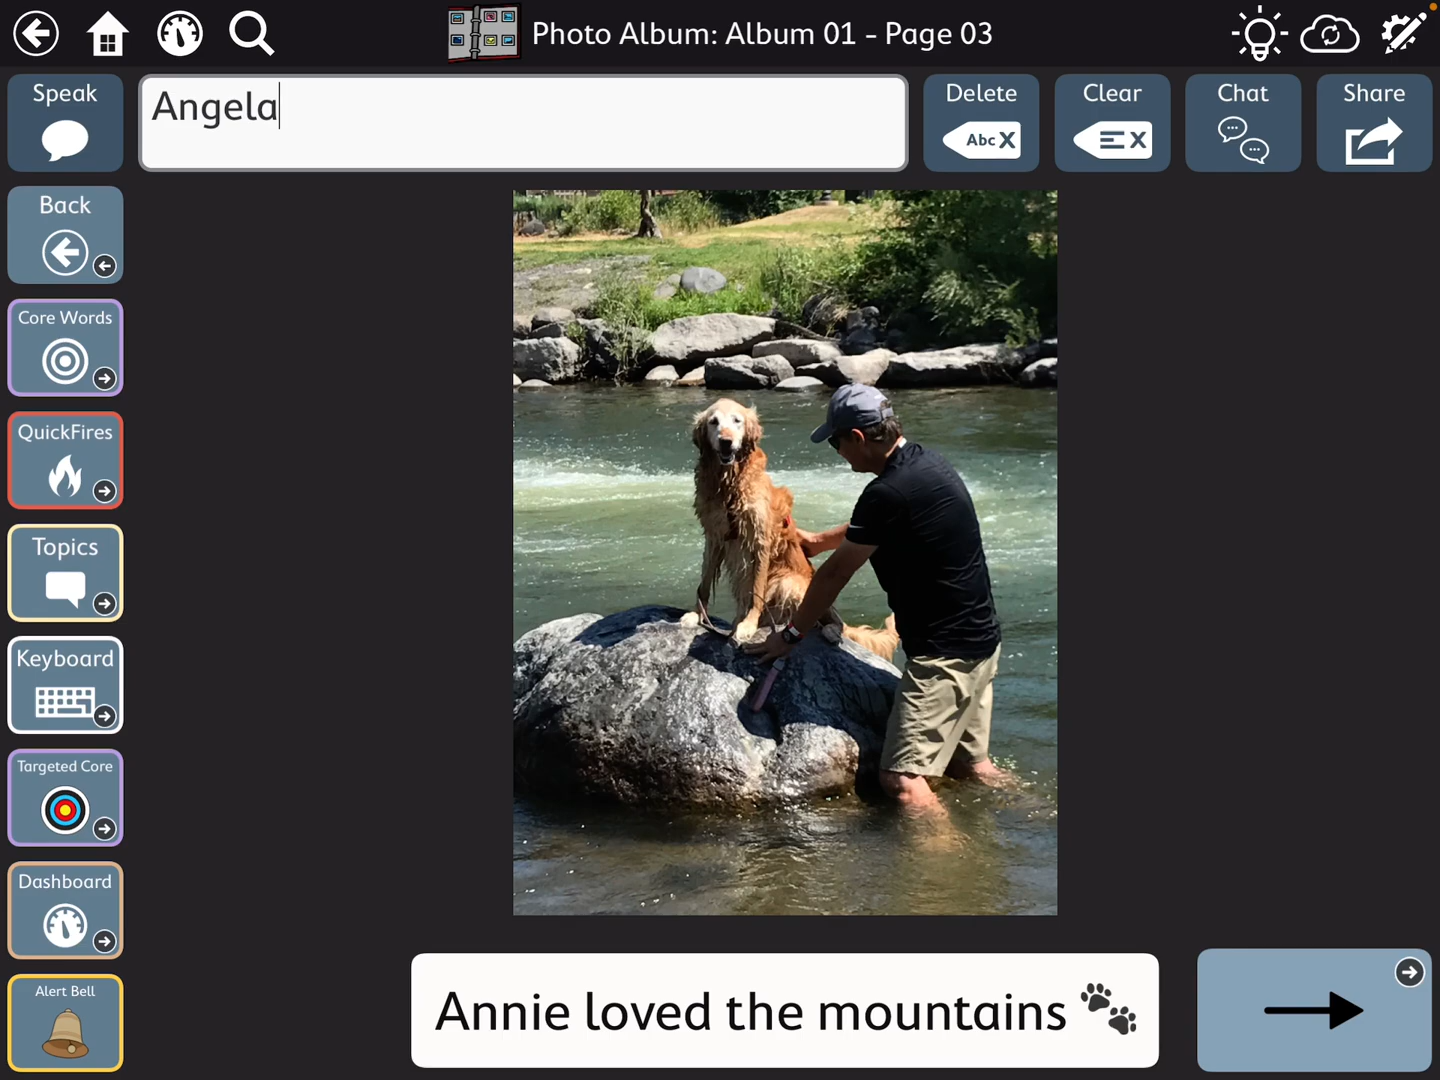 Photo Album: Album 01 - Page 03
Speak
Angela
Delete
Abc X
Clear
X
Chat
Share
Back
Core Words
QuickFires
Topics
Keyboard
Targeted Core
Dashboard
Alert Bell
Annie loved the mountains